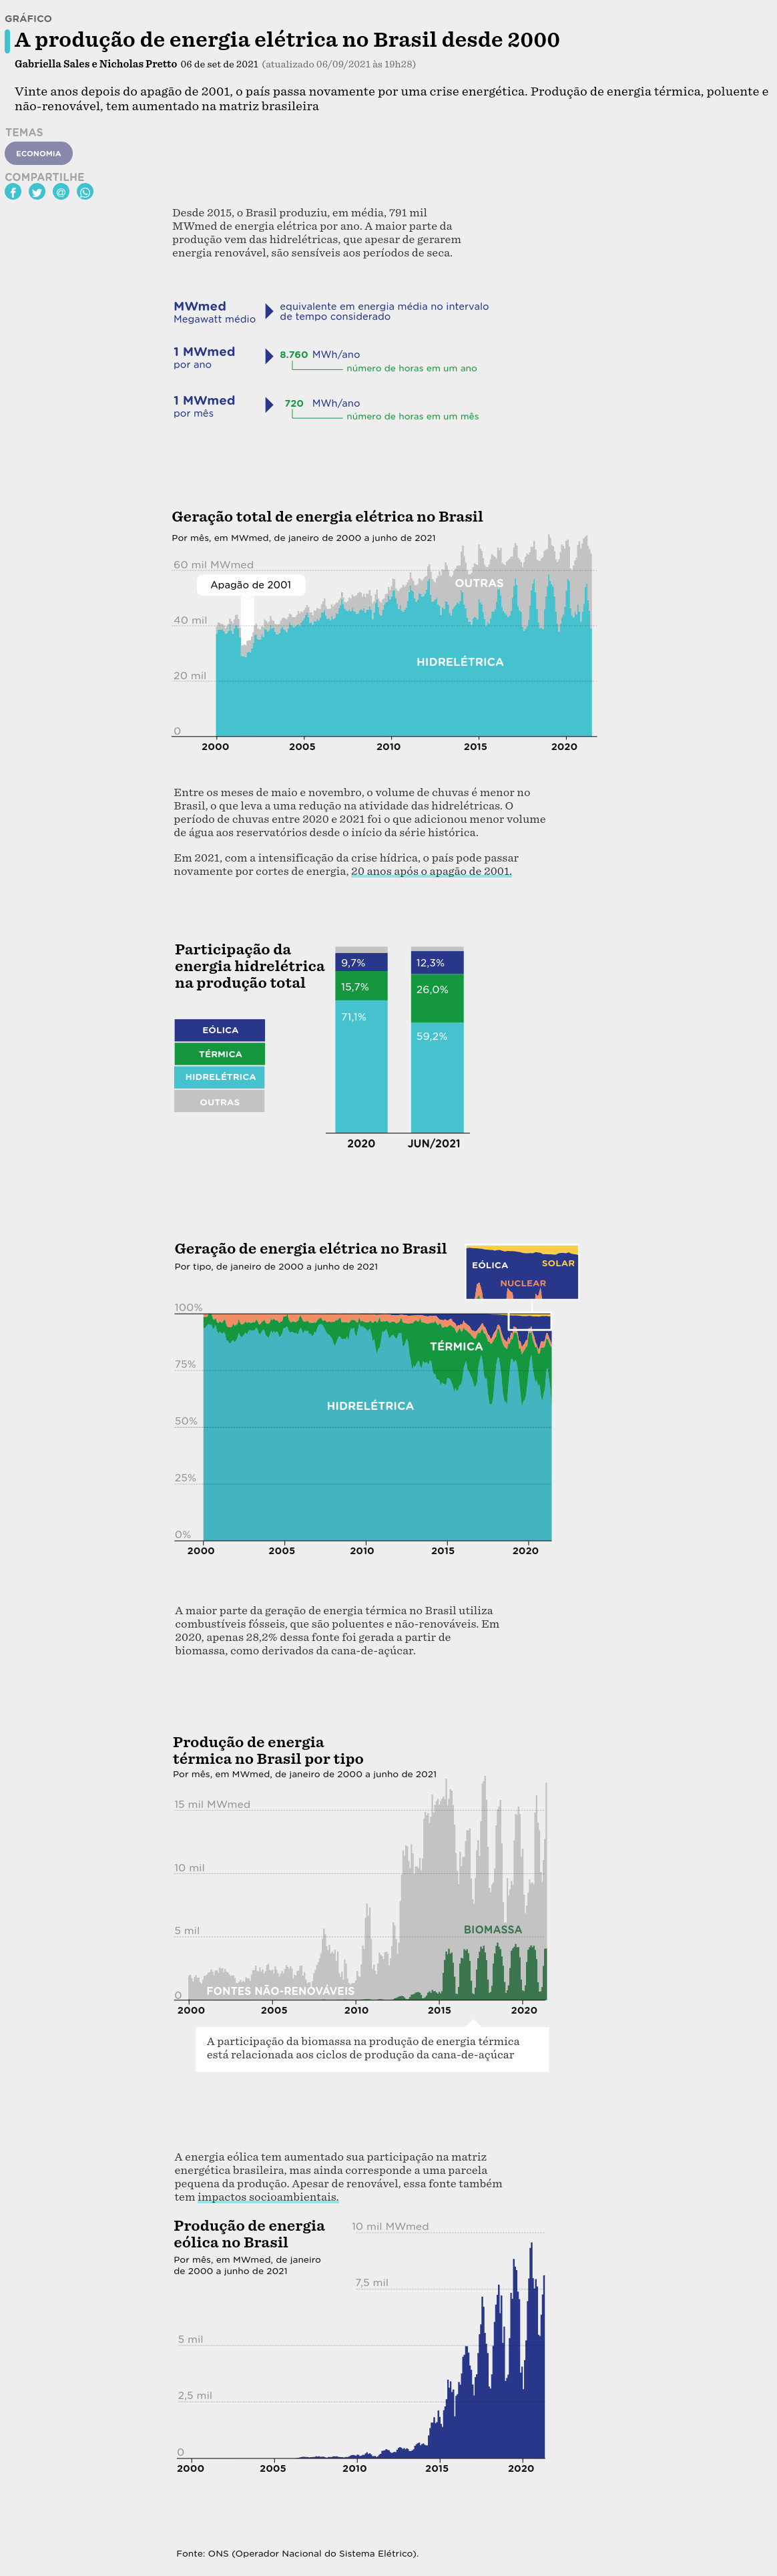 GRÁFICO
A produção de energia elétrica no Brasil desde 2000
Gabriella Sales e Nicholas Pretto 06 de set de 2021 (atualizado 06/09/2021 às 19h28)
Vinte anos depois do apagão de 2001, o país passa novamente por uma crise energética. Produção de energia térmica, poluente e
não-renovável, tem aumentado na matriz brasileira
TEMAS
ECONOMIA
COMPARTILHE
Desde 2015, o Brasil produziu, em média, 791 mil
MWmed de energia elétrica por ano. A maior parte da
produção vem das hidrelétricas, que apesar de gerarem
energia renovável, são sensíveis aos períodos de seca.
MWmed
Megawatt médio
equivalente em energia média no intervalo
de tempo considerado
1 MWmed
por ano
8.760 MWh/ano
número de horas em um ano
1 MWmed
por mês
720 MWh/ano
número de horas em um mês
Geração total de energia elétrica no Brasil
Por mês, em MWmed, de janeiro de 2000 a junho de 2021
60 mil MWmed
Apagão de 2001
OUTRAS
40 mil
HIDRELÉTRICA
20 mil
0
2000 2005 2010 2015 2020
Entre os meses de maio e novembro, o volume de chuvas é menor no
Brasil, o que leva a uma redução na atividade das hidrelétricas. O
período de chuvas entre 2020 e 2021 foi o que adicionou menor volume
de água aos reservatórios desde o início da série histórica.
Em 2021, com a intensificação da crise hídrica, o país pode passar
novamente por cortes de energia, 20 anos após o apagão de 2001.
Participação da
energia hidrelétrica
na produção total
EÓLICA
TÉRMICA
HIDRELÉTRICA
OUTRAS
9,7% 12,3%
15,7% 26,0%
71,1% 59,2%
2020 JUN/2021
Geração de energia elétrica no Brasil
Por tipo, de janeiro de 2000 a junho de 2021
EÓLICA SOLAR
NUCLEAR
100%
TÉRMICA
75%
HIDRELÉTRICA
50%
25%
0%
2000 2005 2010 2015 2020
A maior parte da geração de energia térmica no Brasil utiliza
combustíveis fósseis, que são poluentes e não-renováveis. Em
2020, apenas 28,2% dessa fonte foi gerada a partir de
biomassa, como derivados da cana-de-açúcar.
Produção de energia
térmica no Brasil por tipo
Por mês, em MWmed, de janeiro de 2000 a junho de 2021
15 mil MWmed
10 mil
5 mil
BIOMASSA
0
FONTES NÃO-RENOVÁVEIS
2000 2005 2010 2015 2020
A participação da biomassa na produção de energia térmica
está relacionada aos ciclos de produção da cana-de-açúcar
A energia eólica tem aumentado sua participação na matriz
energética brasileira, mas ainda corresponde a uma parcela
pequena da produção. Apesar de renovável, essa fonte também
tem impactos socioambientais.
Produção de energia
eólica no Brasil
Por mês, em MWmed, de janeiro
de 2000 a junho de 2021
10 mil MWmed
7,5 mil
5 mil
2,5 mil
0
2000 2005 2010 2015 2020
Fonte: ONS (Operador Nacional do Sistema Elétrico).